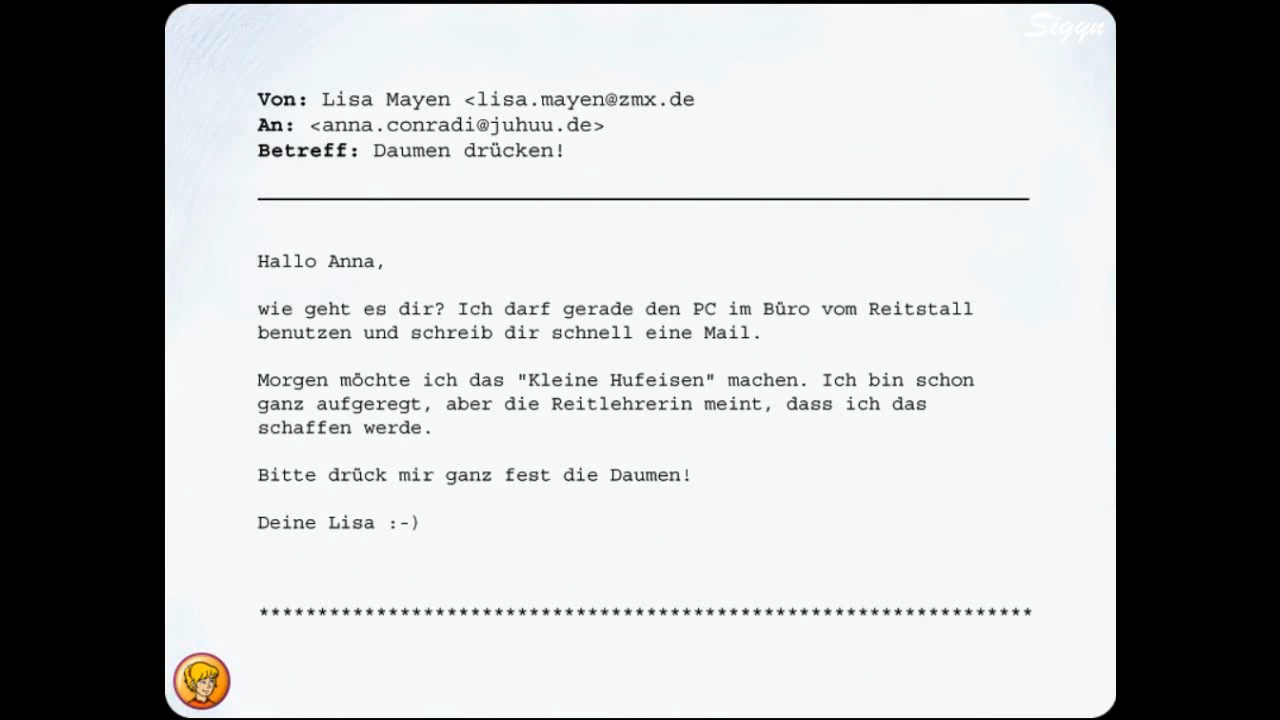 Sigyn
Von: Lisa Mayen <lisa.mayen@zmx.de
An: <anna.conradi@juhuu.de>
Betreff: Daumen drücken!
Hallo Anna,
wie geht es dir? Ich darf gerade den PC im Büro vom Reitstall
benutzen und schreib dir schnell eine Mail.
Morgen möchte ich das "Kleine Hufeisen" machen. Ich bin schon
ganz aufgeregt, aber die Reitlehrerin meint, dass ich das
schaffen werde.
Bitte drück mir ganz fest die Daumen!
Deine Lisa :-)
******************************************************************